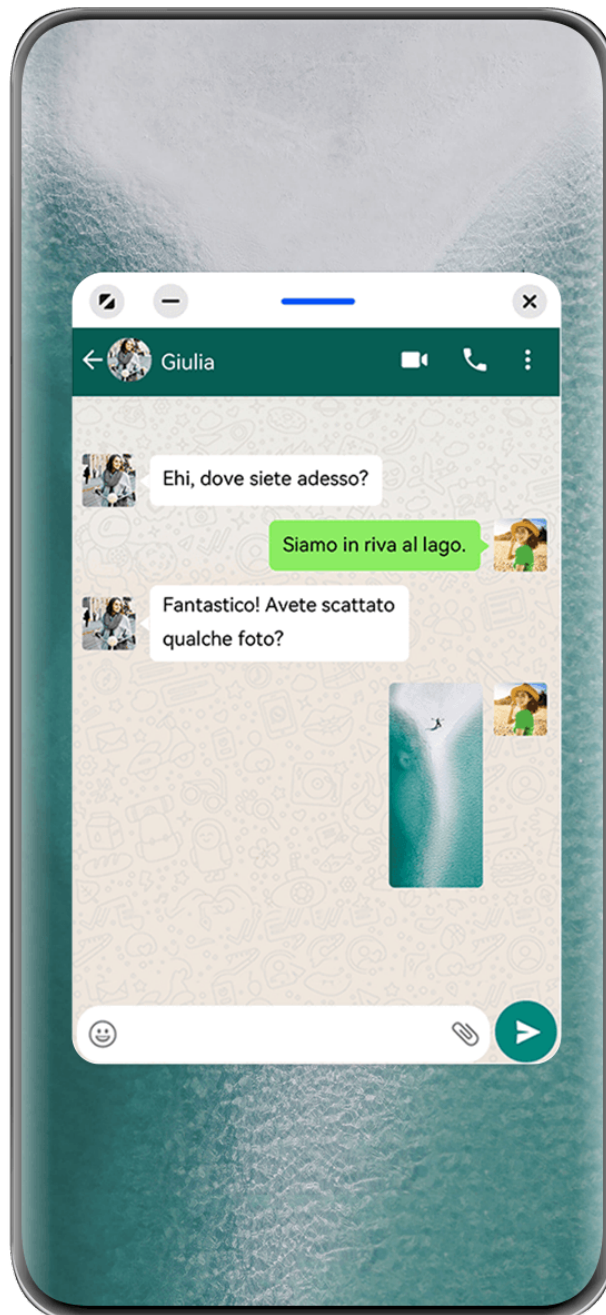 Giulia
Ehi, dove siete adesso?
Siamo in riva al lago.
Fantastico! Avete scattato
qualche foto?